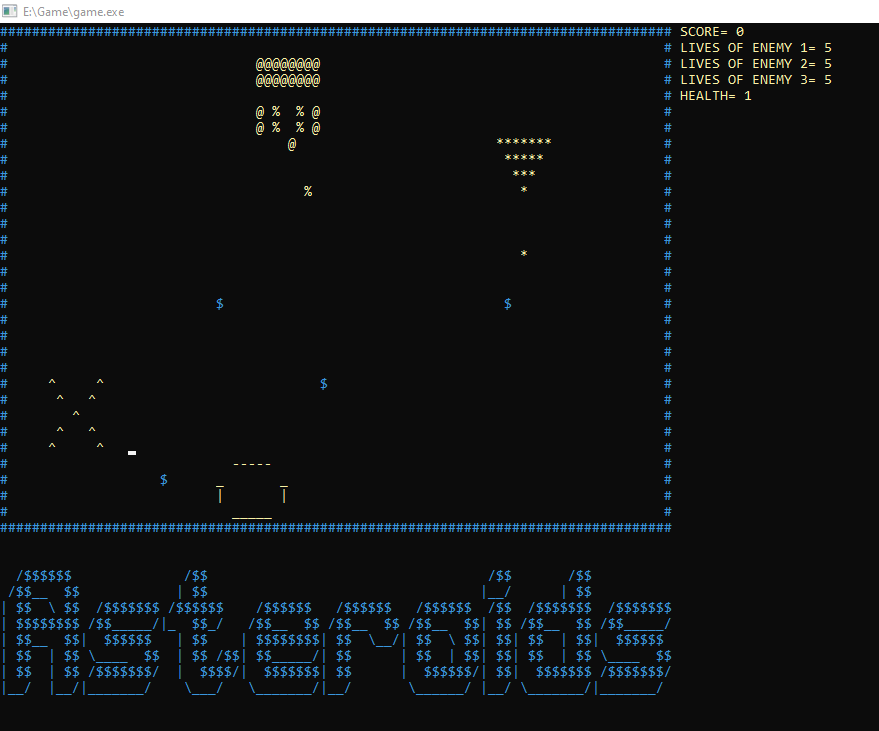 E:\Game\game.exe
SCORE= 0
LIVES OF ENEMY 1= 5
LIVES OF ENEMY 2= 5
LIVES OF ENEMY 3= 5
HEALTH= 1
Asteroids